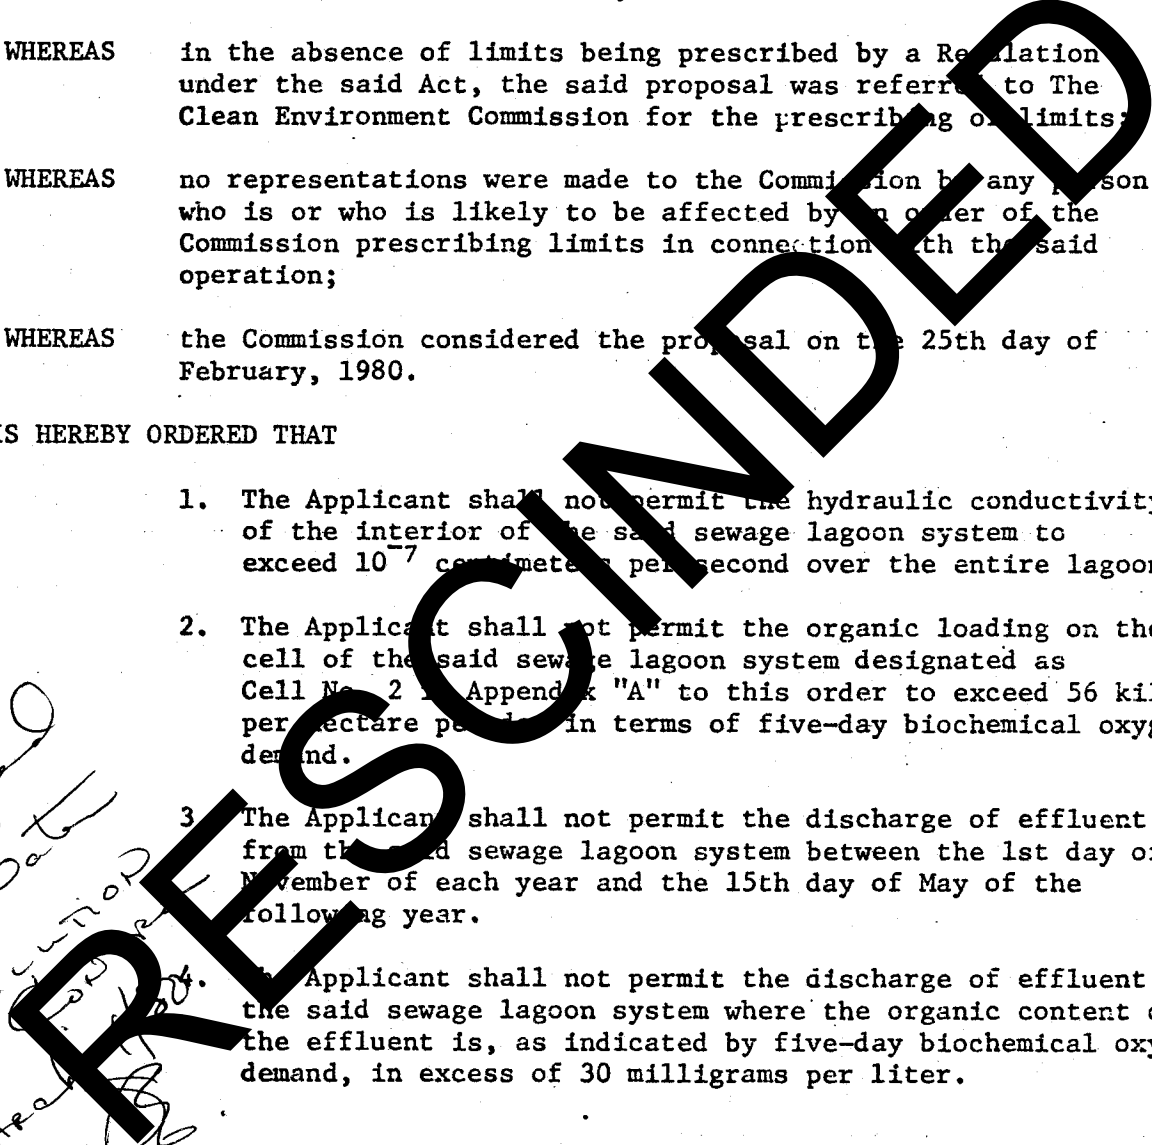 WHEREAS in the absence of limits being prescribed by a Regulation
under the said Act, the said proposal was referred to The
Clean Environment Commission for the prescribing of limits;
WHEREAS no representations were made to the Commission by any person
who is or who is likely to be affected by an order of the
Commission prescribing limits in connection with the said
operation;
WHEREAS the Commission considered the proposal on the 25th day of
February, 1980.
IS HEREBY ORDERED THAT
1. The Applicant shall not permit the hydraulic conductivity
of the interior of the said sewage lagoon system to
exceed 10⁻⁷ centimeters per second over the entire lagoon
2. The Applicant shall not permit the organic loading on the
cell of the said sewage lagoon system designated as
Cell No. 2 in Appendix "A" to this order to exceed 56 kil
per hectare per day in terms of five-day biochemical oxyg
demand.
3. The Applicant shall not permit the discharge of effluent
from the said sewage lagoon system between the 1st day of
November of each year and the 15th day of May of the
following year.
4. The Applicant shall not permit the discharge of effluent
the said sewage lagoon system where the organic content
the effluent is, as indicated by five-day biochemical oxy
demand, in excess of 30 milligrams per liter.
RESCINDED